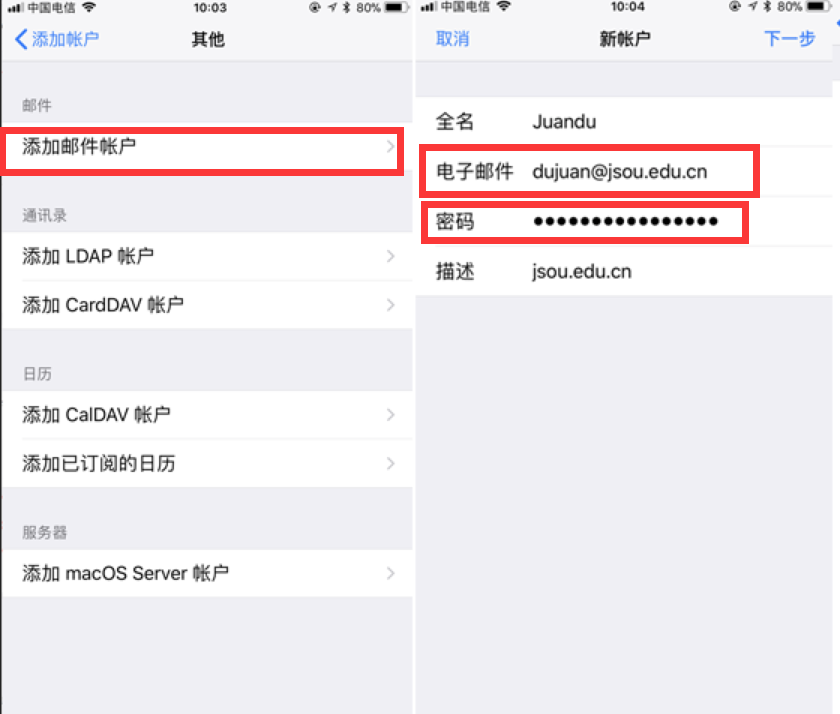 中国电信 10:03 80%
添加帐户 其他
邮件
添加邮件帐户
通讯录
添加 LDAP 帐户
添加 CardDAV 帐户
日历
添加 CalDAV 帐户
添加已订阅的日历
服务器
添加 macOS Server 帐户
中国电信 10:04 80%
取消 新帐户 下一步
全名 Juandu
电子邮件 dujuan@jsou.edu.cn
密码 ●●●●●●●●●●●●●●●●
描述 jsou.edu.cn